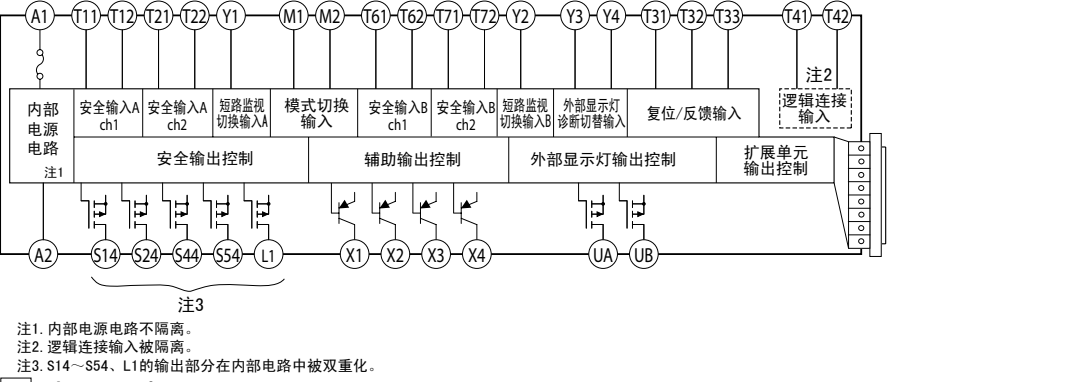 A1 T11 T12 T21 T22 Y1 M1 M2 T61 T62 T71 T72 Y2 Y3 Y4 T31 T32 T33 T41 T42
注2
内部
电源
电路
注1
安全输入A
ch1
安全输入A
ch2
短路监视
切换输入A
模式切换
输入
安全输入B
ch1
安全输入B
ch2
短路监视
切换输入B
外部显示灯
诊断切替输入
复位/反馈输入
逻辑连接
输入
安全输出控制
辅助输出控制
外部显示灯输出控制
扩展单元
输出控制
A2 S14 S24 S44 S54 L1 X1 X2 X3 X4 UA UB
注3
注1. 内部电源电路不隔离。
注2. 逻辑连接输入被隔离。
注3. S14～S54、L1的输出部分在内部电路中被双重化。